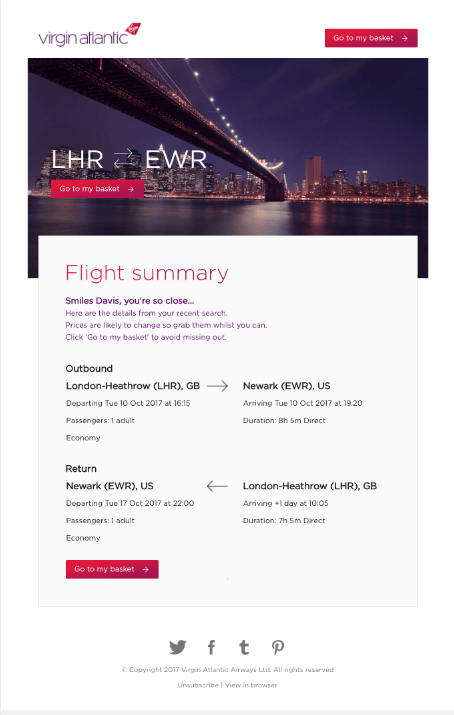 virgin atlantic
Go to my basket →
LHR ⇄ EWR
Go to my basket →
Flight summary
Smiles Davis, you're so close...
Here are the details from your recent search.
Prices are likely to change so grab them whilst you can.
Click 'Go to my basket' to avoid missing out.
Outbound
London-Heathrow (LHR), GB → Newark (EWR), US
Departing Tue 10 Oct 2017 at 16:15 Arriving Tue 10 Oct 2017 at 19:20
Passengers: 1 adult Duration: 8h 5m Direct
Economy
Return
Newark (EWR), US ← London-Heathrow (LHR), GB
Departing Tue 17 Oct 2017 at 22:00 Arriving +1 day at 10:05
Passengers: 1 adult Duration: 7h 5m Direct
Economy
Go to my basket →
© Copyright 2017 Virgin Atlantic Airways Ltd. All rights reserved
Unsubscribe | View in browser